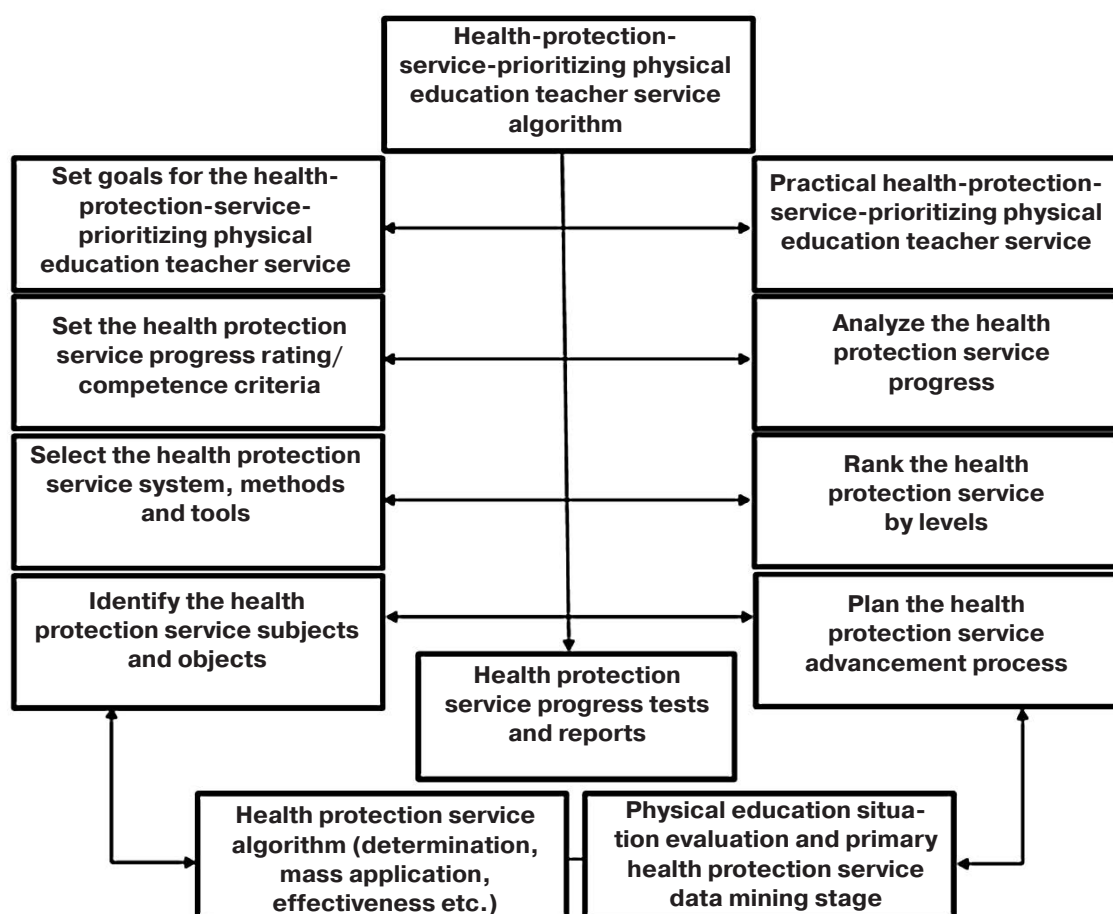 Health-protection-
service-prioritizing physical
education teacher service
algorithm
Set goals for the health-
protection-service-
prioritizing physical
education teacher service
Practical health-protection-
service-prioritizing physical
education teacher service
Set the health protection
service progress rating/
competence criteria
Analyze the health
protection service
progress
Select the health protection
service system, methods
and tools
Rank the health
protection service
by levels
Identify the health
protection service subjects
and objects
Plan the health
protection service
advancement process
Health protection
service progress tests
and reports
Health protection service
algorithm (determination,
mass application,
effectiveness etc.)
Physical education situa-
tion evaluation and primary
health protection service
data mining stage